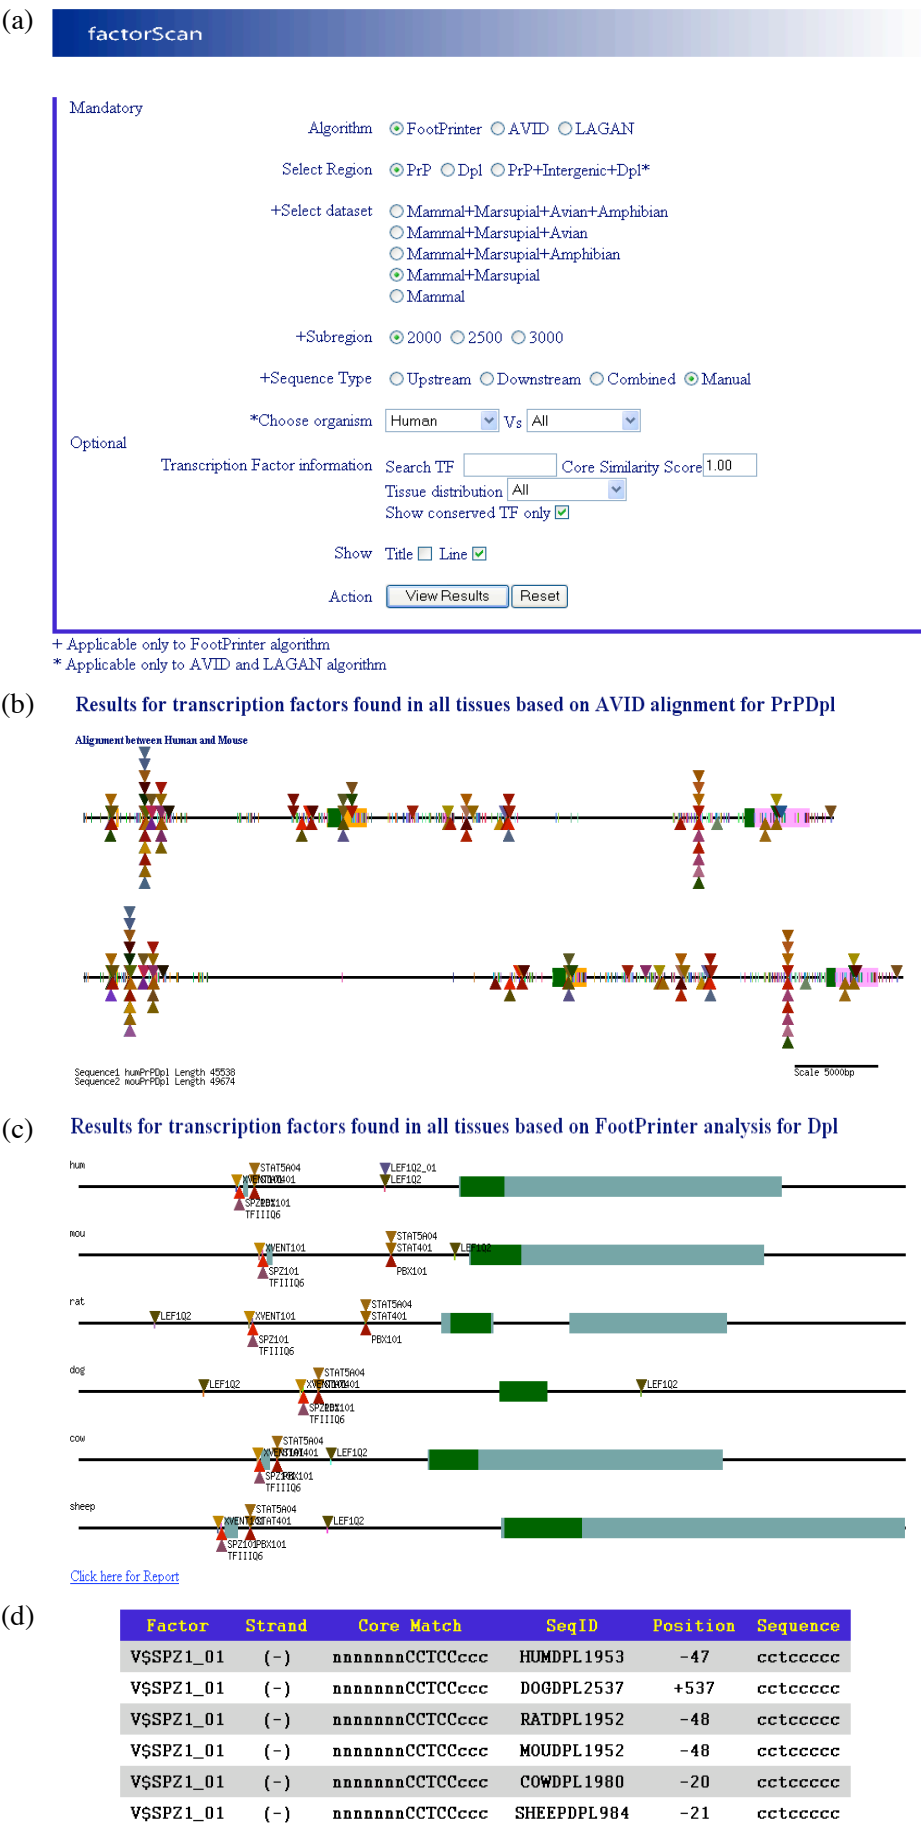 (a)
factorScan
Mandatory
Algorithm FootPrinter AVID LAGAN
Select Region PrP Dpl PrP+Intergenic+Dpl*
+Select dataset Mammal+Marsupial+Avian+Amphibian
Mammal+Marsupial+Avian
Mammal+Marsupial+Amphibian
Mammal+Marsupial
Mammal
+Subregion 2000 2500 3000
+Sequence Type Upstream Downstream Combined Manual
*Choose organism Human Vs All
Optional
Transcription Factor information Search TF Core Similarity Score 1.00
Tissue distribution All
Show conserved TF only
Show Title Line
Action View Results Reset
+ Applicable only to FootPrinter algorithm
* Applicable only to AVID and LAGAN algorithm
(b) Results for transcription factors found in all tissues based on AVID alignment for PrPDpl
Alignment between Human and Mouse
Sequence1 humPrPDpl Length 45538
Sequence2 mouPrPDpl Length 49674
Scale 5000bp
(c) Results for transcription factors found in all tissues based on FootPrinter analysis for Dpl
hum
STAT5A04 LEF1Q2_01
LEF1Q2
TFIIIQ6
mou
STAT5A04
XVENT101 STAT401 LEF1Q2
SPZ101 PBX101
TFIIIQ6
rat
STAT5A04
LEF1Q2 XVENT101 STAT401
SPZ101 PBX101
TFIIIQ6
dog
STAT5A04
LEF1Q2 LEF1Q2
TFIIIQ6
cow
STAT5A04
LEF1Q2
TFIIIQ6
sheep
STAT5A04
STAT401 LEF1Q2
SPZ101 PBX101
TFIIIQ6
Click here for Report
(d)
Factor Strand Core Match SeqID Position Sequence
V$SPZ1_01 (-) nnnnnnnCCTCCccc HUMDPL1953 -47 cctccccc
V$SPZ1_01 (-) nnnnnnnCCTCCccc DOGDPL2537 +537 cctccccc
V$SPZ1_01 (-) nnnnnnnCCTCCccc RATDPL1952 -48 cctccccc
V$SPZ1_01 (-) nnnnnnnCCTCCccc MOUDPL1952 -48 cctccccc
V$SPZ1_01 (-) nnnnnnnCCTCCccc COWDPL1980 -20 cctccccc
V$SPZ1_01 (-) nnnnnnnCCTCCccc SHEEPDPL984 -21 cctccccc